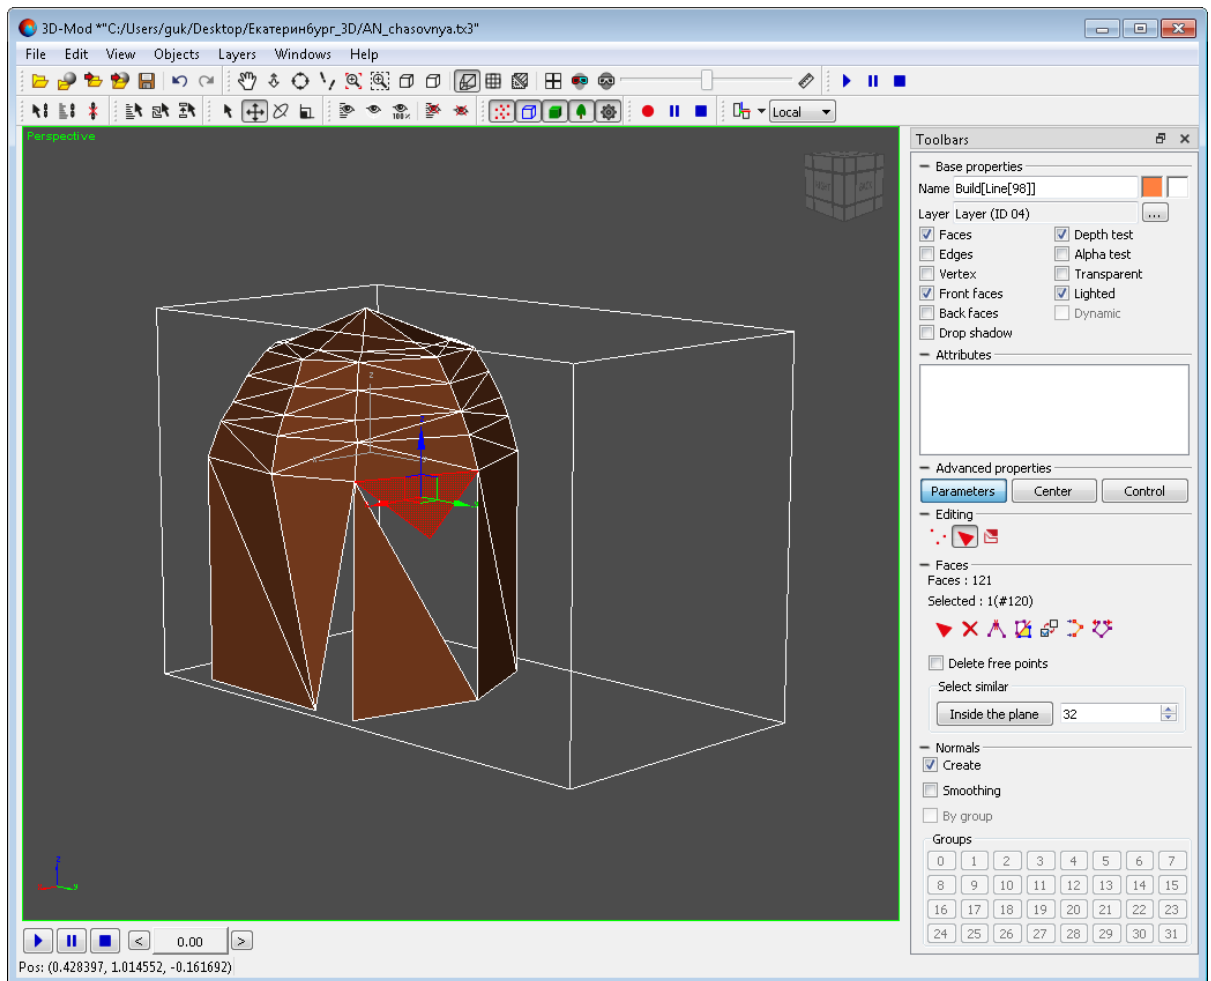 3D-Mod *"C:/Users/guk/Desktop/Екатеринбург_3D/AN_chasovnya.tx3"
File Edit View Objects Layers Windows Help
100% Local
Perspective
Toolbars
Base properties
Name Build[Line[98]]
Layer Layer (ID 04) ...
Faces Depth test
Edges Alpha test
Vertex Transparent
Front faces Lighted
Back faces Dynamic
Drop shadow
Attributes
z
Advanced properties
Parameters Center Control
Editing
Faces
Faces : 121
Selected : 1(#120)
Delete free points
Select similar
Inside the plane 32
Normals
Create
Smoothing
By group
Groups
0 1 2 3 4 5 6 7
8 9 10 11 12 13 14 15
16 17 18 19 20 21 22 23
24 25 26 27 28 29 30 31
z
x y
< 0.00 >
Pos: (0.428397, 1.014552, -0.161692)